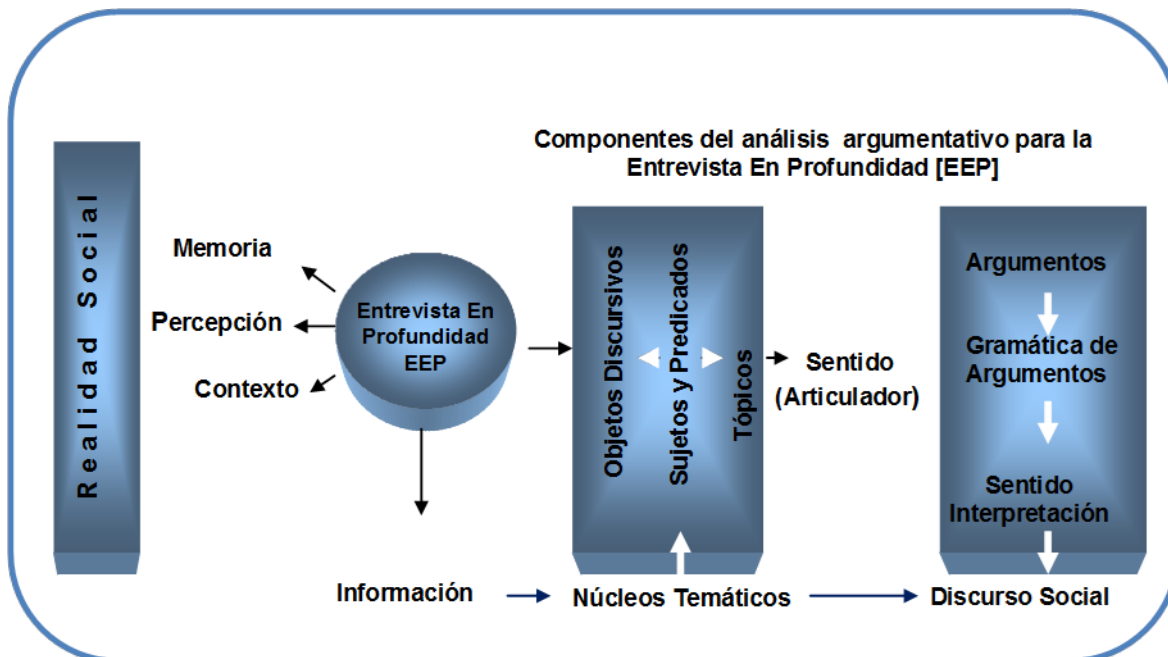 Componentes del análisis argumentativo para la
Entrevista En Profundidad [EEP]
Realidad Social
Memoria
Percepción
Contexto
Entrevista En
Profundidad
EEP
Información
Objetos Discursivos
Sujetos y Predicados
Tópicos
Núcleos Temáticos
Sentido
(Articulador)
Argumentos
Gramática de
Argumentos
Sentido
Interpretación
Discurso Social